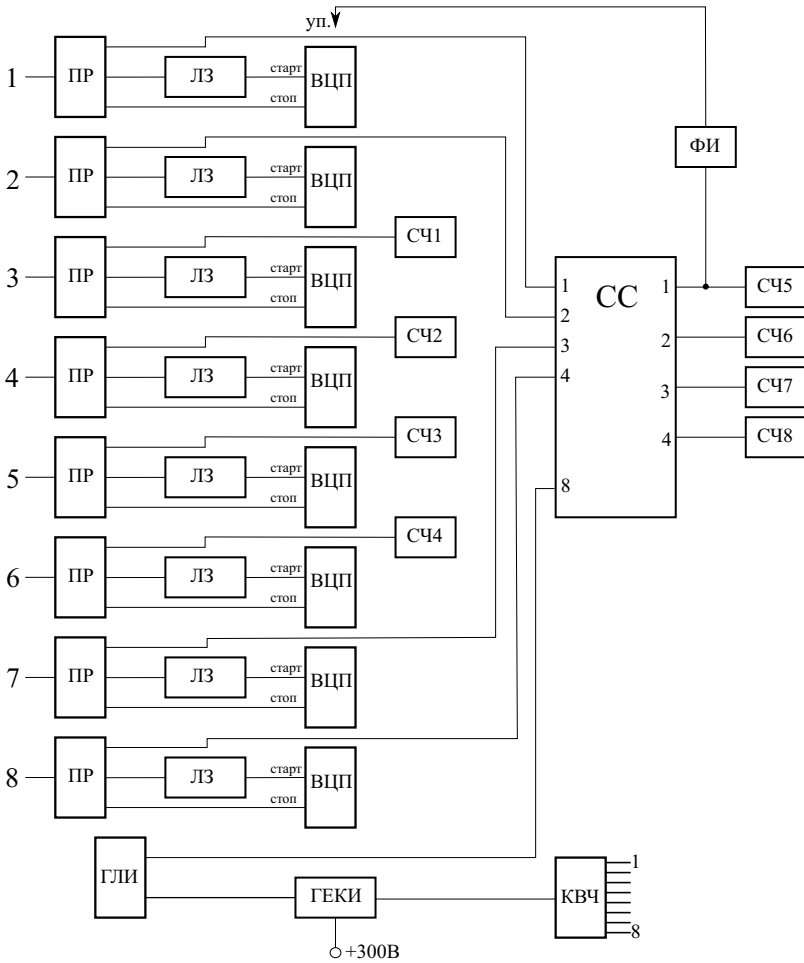 уп.
1 ПР ЛЗ старт стоп ВЦП
ФИ
2 ПР ЛЗ старт стоп ВЦП
3 ПР ЛЗ старт стоп ВЦП СЧ1
4 ПР ЛЗ старт стоп ВЦП СЧ2
5 ПР ЛЗ старт стоп ВЦП СЧ3
6 ПР ЛЗ старт стоп ВЦП СЧ4
7 ПР ЛЗ старт стоп ВЦП
8 ПР ЛЗ старт стоп ВЦП
СС
1 1 СЧ5
2 2 СЧ6
3 3 СЧ7
4 4 СЧ8
8
ГЛИ
ГЕКИ
+300В
КВЧ
1
8